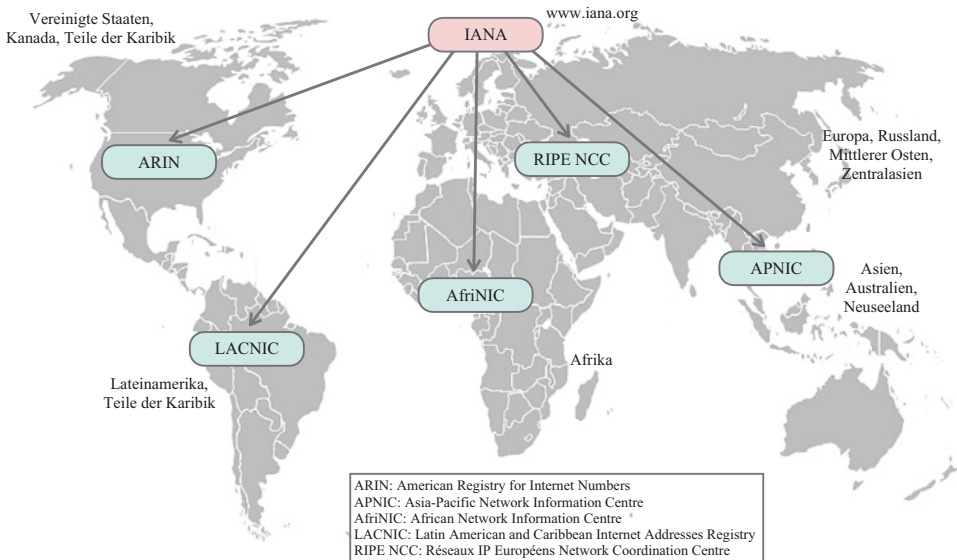 www.iana.org
Vereinigte Staaten,
Kanada, Teile der Karibik
IANA
ARIN
RIPE NCC
Europa, Russland,
Mittlerer Osten,
Zentralasien
APNIC
Asien,
Australien,
Neuseeland
AfriNIC
LACNIC
Afrika
Lateinamerika,
Teile der Karibik
ARIN: American Registry for Internet Numbers
APNIC: Asia-Pacific Network Information Centre
AfriNIC: African Network Information Centre
LACNIC: Latin American and Caribbean Internet Addresses Registry
RIPE NCC: Réseaux IP Européens Network Coordination Centre